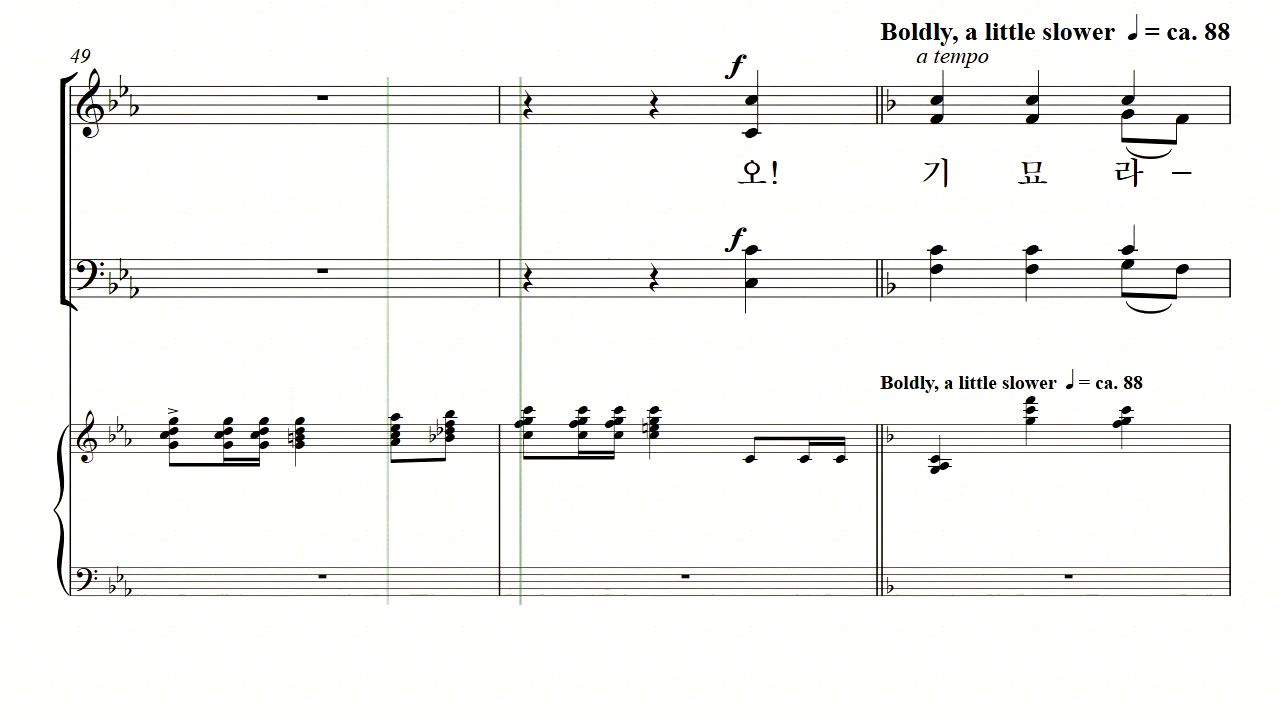 Boldly, a little slower ♩ = ca. 88
49
a tempo
f
오! 기 묘 라 –
f
Boldly, a little slower ♩ = ca. 88